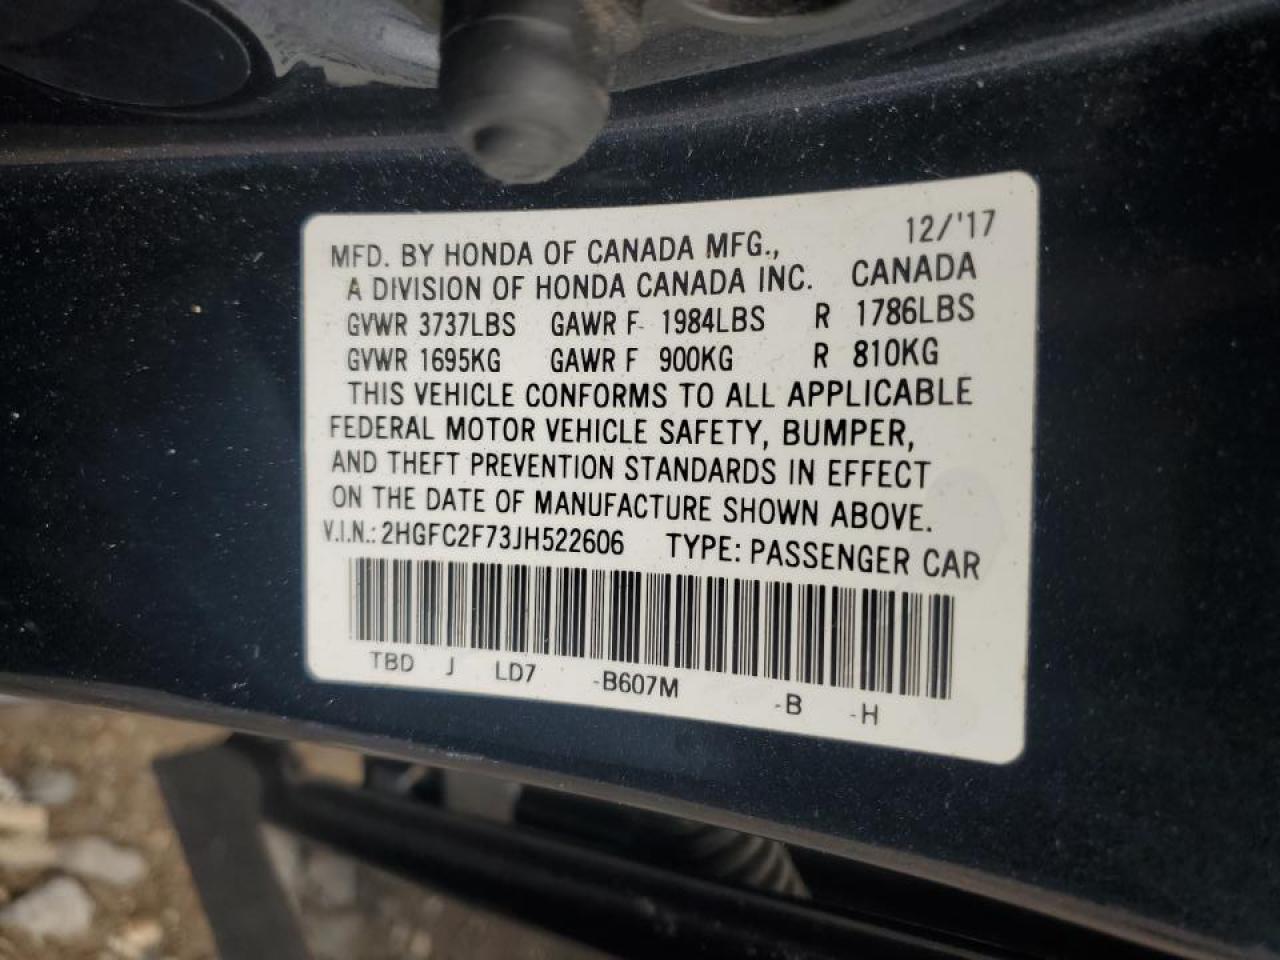 12/'17
MFD. BY HONDA OF CANADA MFG.,
A DIVISION OF HONDA CANADA INC. CANADA
GVWR 3737LBS GAWR F 1984LBS R 1786LBS
GVWR 1695KG GAWR F 900KG R 810KG
THIS VEHICLE CONFORMS TO ALL APPLICABLE
FEDERAL MOTOR VEHICLE SAFETY, BUMPER,
AND THEFT PREVENTION STANDARDS IN EFFECT
ON THE DATE OF MANUFACTURE SHOWN ABOVE.
V.I.N.: 2HGFC2F73JH522606 TYPE: PASSENGER CAR
TBD J LD7 -B607M -B -H